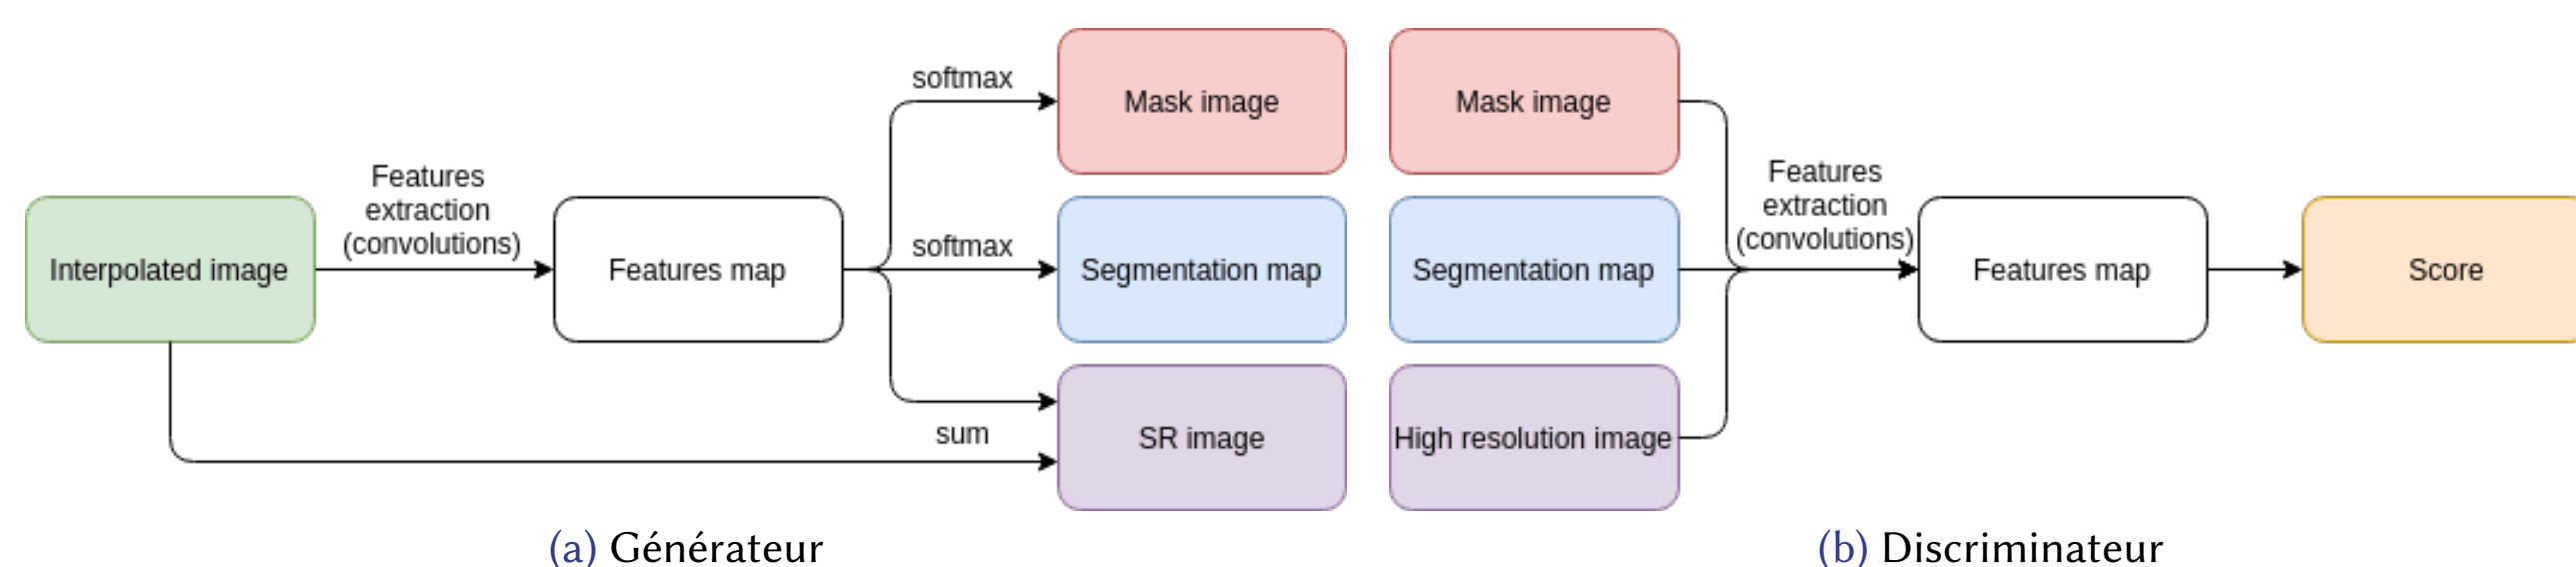 Interpolated image
Features
extraction
(convolutions)
Features map
softmax
softmax
sum
Mask image
Segmentation map
SR image
(a) Générateur
Mask image
Segmentation map
High resolution image
Features
extraction
(convolutions)
Features map
Score
(b) Discriminateur